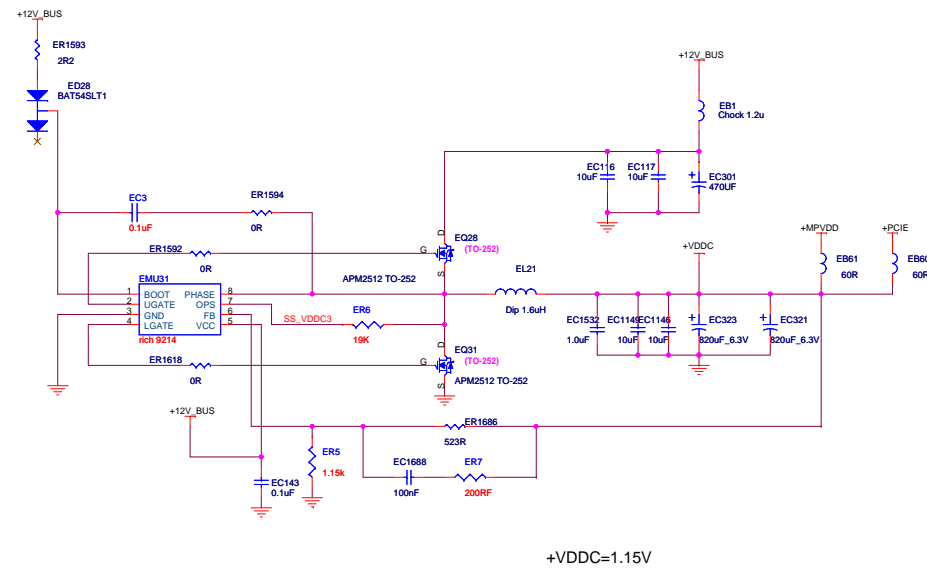 +12V_BUS
ER1593
2R2
ED28
BAT54SLT1
+12V_BUS
EB1
Chock 1.2u
EC116
10uF
EC117
10uF
+
EC301
470UF
EC3
0.1uF
ER1594
0R
D
G
S
EQ28
(TO-252)
APM2512 TO-252
ER1592
0R
EMU31
1 BOOT PHASE 8
2 UGATE OPS 7
3 GND FB 6
4 LGATE VCC 5
rich 9214
SS_VDDC3
ER6
19K
EL21
Dip 1.6uH
+VDDC
+MPVDD
+PCIE
EB61
60R
EB60
60R
EC1532
1.0uF
EC1149
10uF
EC1146
10uF
+
EC323
820uF_6.3V
+
EC321
820uF_6.3V
D
G
S
EQ31
(TO-252)
APM2512 TO-252
ER1618
0R
+12V_BUS
EC143
0.1uF
ER5
1.15k
ER1686
523R
EC1688
100nF
ER7
200RF
+VDDC=1.15V